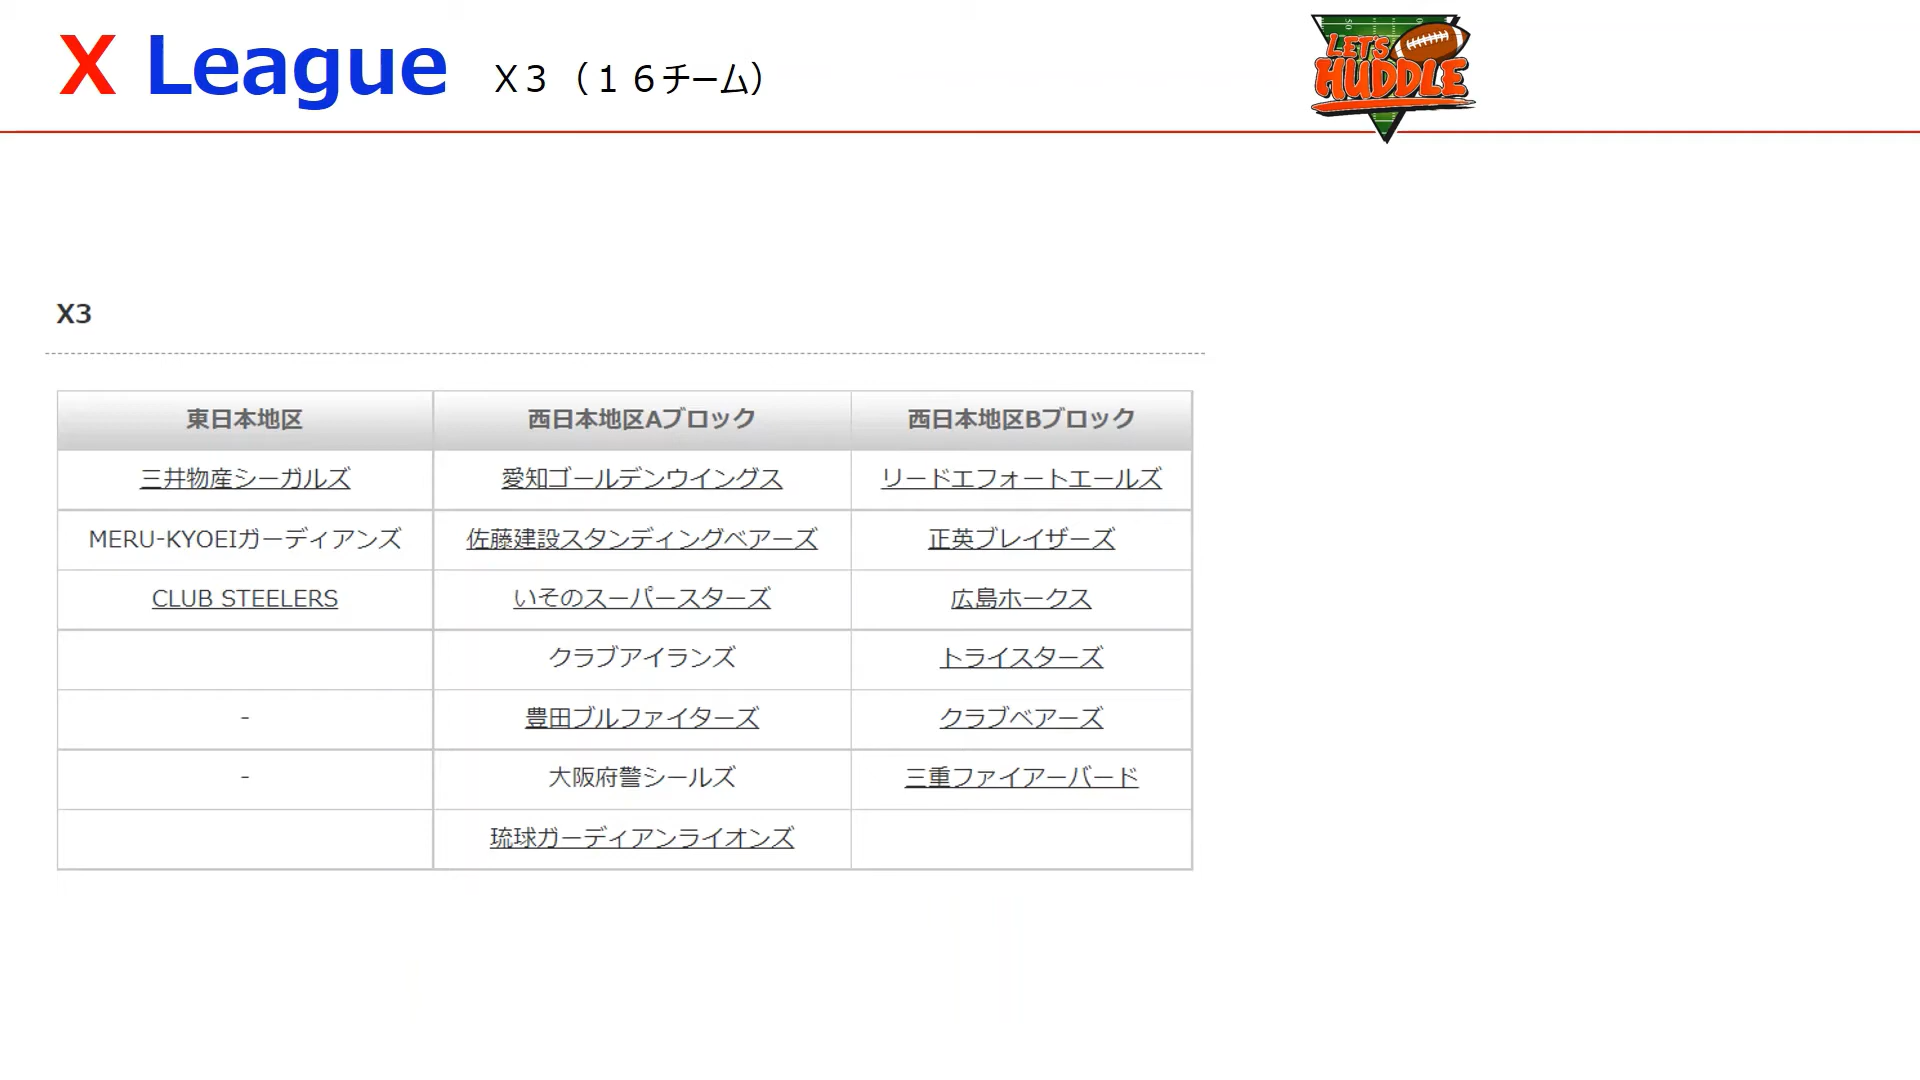 X League X3（１６チーム）
LET'S
HUDDLE
X3
東日本地区 西日本地区Aブロック 西日本地区Bブロック
三井物産シーガルズ 愛知ゴールデンウイングス リードエフォートエールズ
MERU-KYOEIガーディアンズ 佐藤建設スタンディングベアーズ 正英ブレイザーズ
CLUB STEELERS いそのスーパースターズ 広島ホークス
クラブアイランズ トライスターズ
- 豊田ブルファイターズ クラブベアーズ
- 大阪府警シールズ 三重ファイアーバード
琉球ガーディアンライオンズ